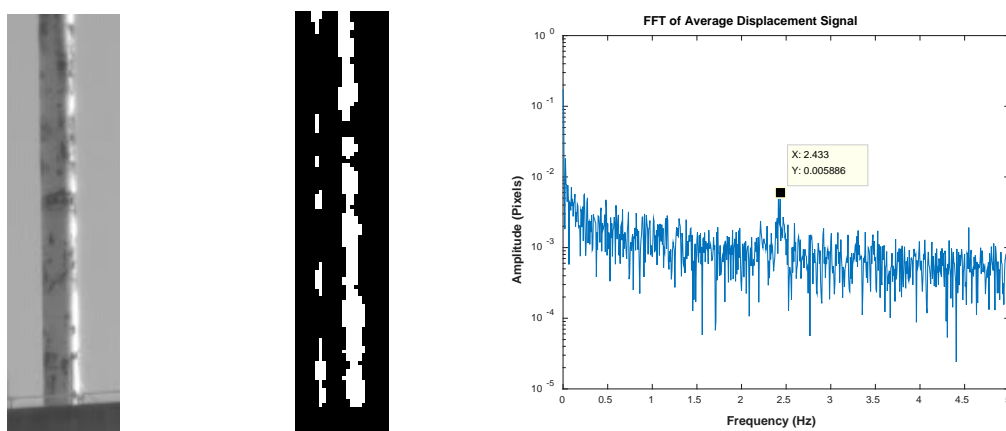 FFT of Average Displacement Signal
10^0
10^-1
10^-2
10^-3
10^-4
10^-5
Amplitude (Pixels)
X: 2.433
Y: 0.005886
0 0.5 1 1.5 2 2.5 3 3.5 4 4.5 5
Frequency (Hz)